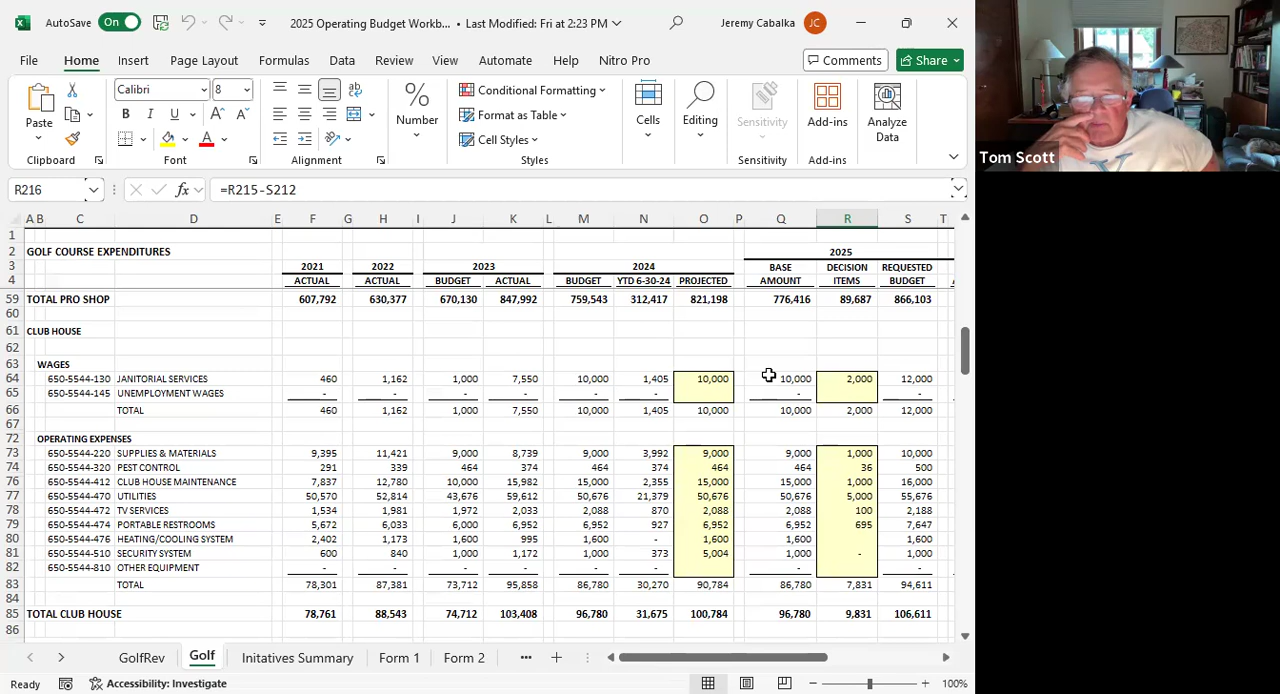 AutoSave On 2025 Operating Budget Workb... • Last Modified: Fri at 2:23 PM Jeremy Cabalka JC
File Home Insert Page Layout Formulas Data Review View Automate Help Nitro Pro Comments Share
Calibri 8 Conditional Formatting
Paste B I U Number Format as Table Cells Editing Sensitivity Add-ins Analyze Data
Cell Styles
Clipboard Font Alignment Styles Sensitivity Add-ins
R216 fx =R215-S212
A B C D E F G H I J K L M N O P Q R S T
1
2 GOLF COURSE EXPENDITURES 2025
3 2021 2022 2023 2024 BASE DECISION REQUESTED
4 ACTUAL ACTUAL BUDGET ACTUAL BUDGET YTD 6-30-24 PROJECTED AMOUNT ITEMS BUDGET
59 TOTAL PRO SHOP 607,792 630,377 670,130 847,992 759,543 312,417 821,198 776,416 89,687 866,103
60
61 CLUB HOUSE
62
63 WAGES
64 650-5544-130 JANITORIAL SERVICES 460 1,162 1,000 7,550 10,000 1,405 10,000 10,000 2,000 12,000
65 650-5544-145 UNEMPLOYMENT WAGES - - - - - - - -
66 TOTAL 460 1,162 1,000 7,550 10,000 1,405 10,000 10,000 2,000 12,000
67
72 OPERATING EXPENSES
73 650-5544-220 SUPPLIES & MATERIALS 9,395 11,421 9,000 8,739 9,000 3,992 9,000 9,000 1,000 10,000
74 650-5544-320 PEST CONTROL 291 339 464 374 464 374 464 464 36 500
76 650-5544-412 CLUB HOUSE MAINTENANCE 7,837 12,780 10,000 15,982 15,000 2,355 15,000 15,000 1,000 16,000
77 650-5544-470 UTILITIES 50,570 52,814 43,676 59,612 50,676 21,379 50,676 50,676 5,000 55,676
78 650-5544-472 TV SERVICES 1,534 1,981 1,972 2,033 2,088 870 2,088 2,088 100 2,188
79 650-5544-474 PORTABLE RESTROOMS 5,672 6,033 6,000 6,952 6,952 927 6,952 6,952 695 7,647
80 650-5544-476 HEATING/COOLING SYSTEM 2,402 1,173 1,600 995 1,600 - 1,600 1,600 1,600
81 650-5544-510 SECURITY SYSTEM 600 840 1,000 1,172 1,000 373 5,004 1,000 - 1,000
82 650-5544-810 OTHER EQUIPMENT - - - - - - - -
83 TOTAL 78,301 87,381 73,712 95,858 86,780 30,270 90,784 86,780 7,831 94,611
84
85 TOTAL CLUB HOUSE 78,761 88,543 74,712 103,408 96,780 31,675 100,784 96,780 9,831 106,611
86
GolfRev Golf Initatives Summary Form 1 Form 2 ...
Ready Accessibility: Investigate 100%
Tom Scott